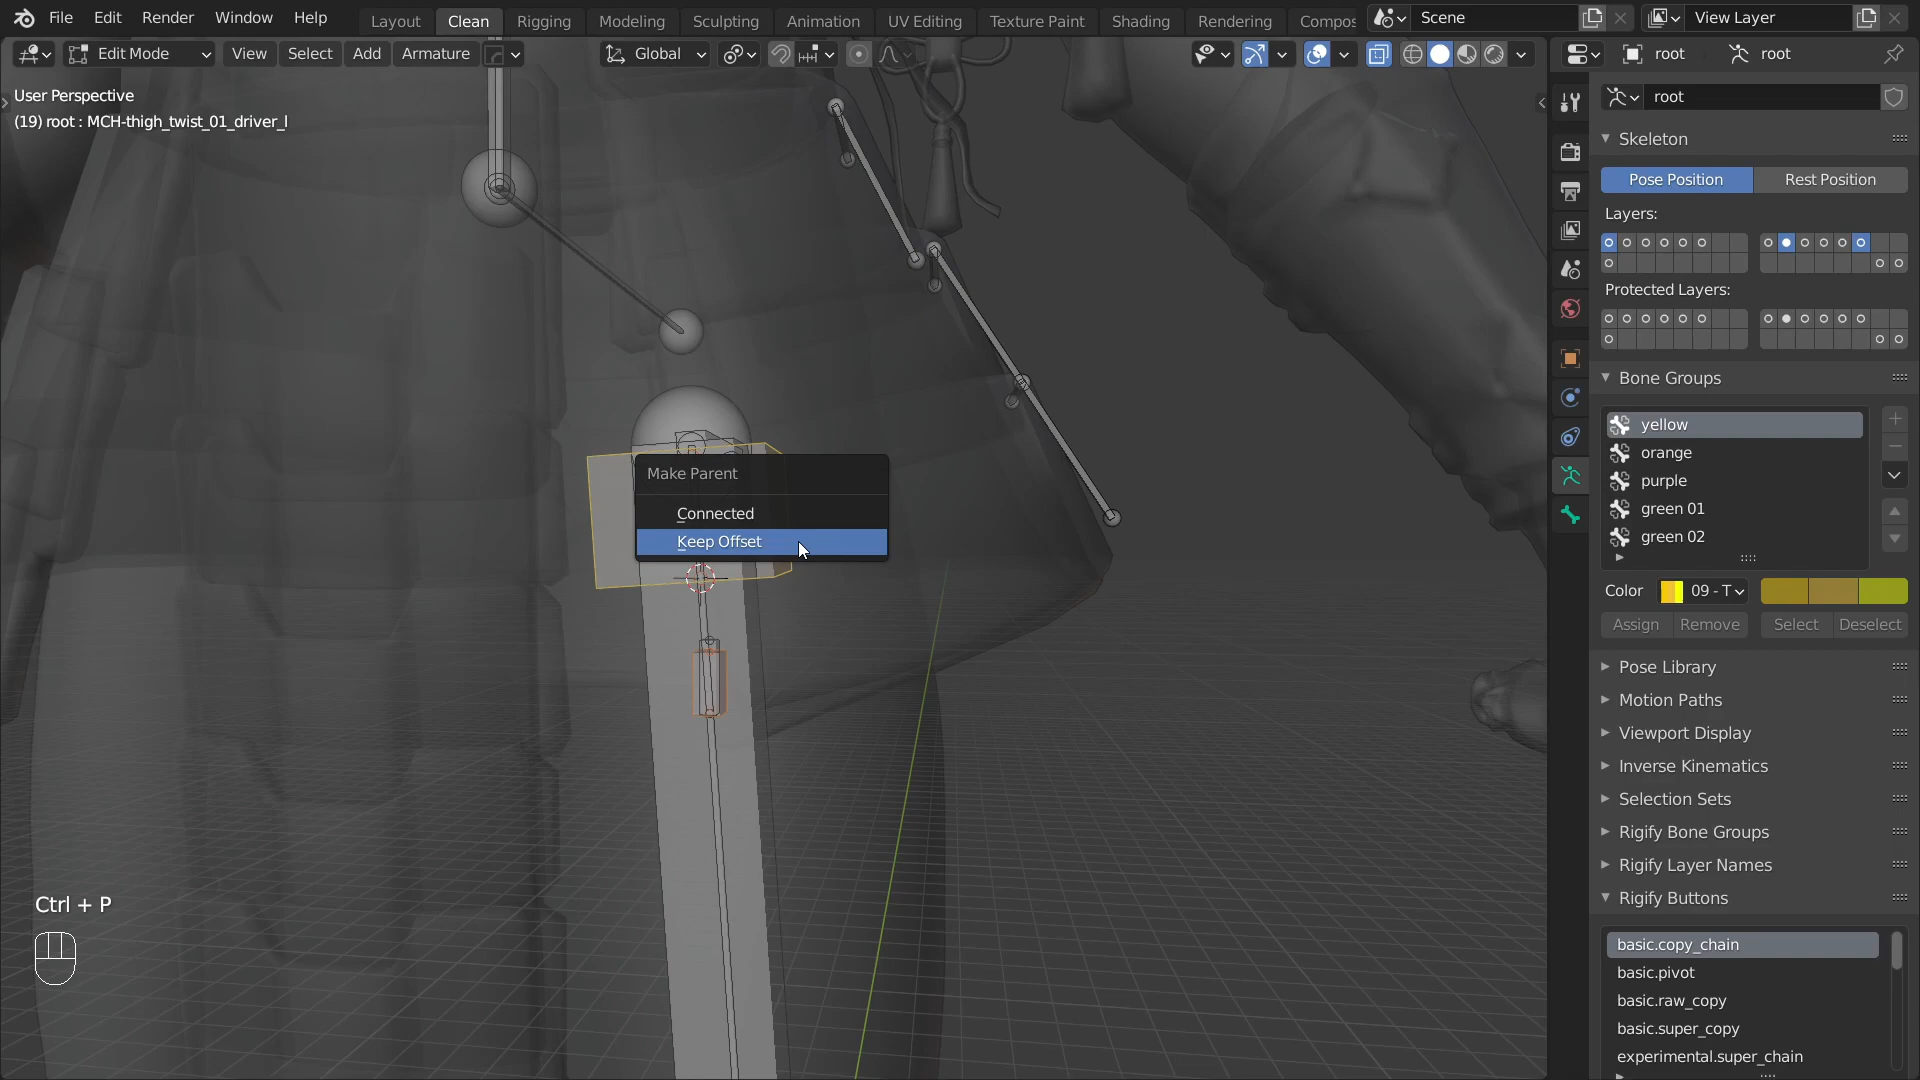 File Edit Render Window Help Layout Clean Rigging Modeling Sculpting Animation UV Editing Texture Paint Shading Rendering Compos Scene View Layer
Edit Mode View Select Add Armature Global root root
User Perspective
(19) root : MCH-thigh_twist_01_driver_l
root
Skeleton
Pose Position Rest Position
Layers:
Protected Layers:
Bone Groups
yellow
orange
purple
green 01
green 02
Make Parent
Connected
Keep Offset
Color 09 - T
Assign Remove Select Deselect
Pose Library
Motion Paths
Viewport Display
Inverse Kinematics
Selection Sets
Rigify Bone Groups
Rigify Layer Names
Rigify Buttons
basic.copy_chain
basic.pivot
basic.raw_copy
basic.super_copy
experimental.super_chain
Ctrl + P